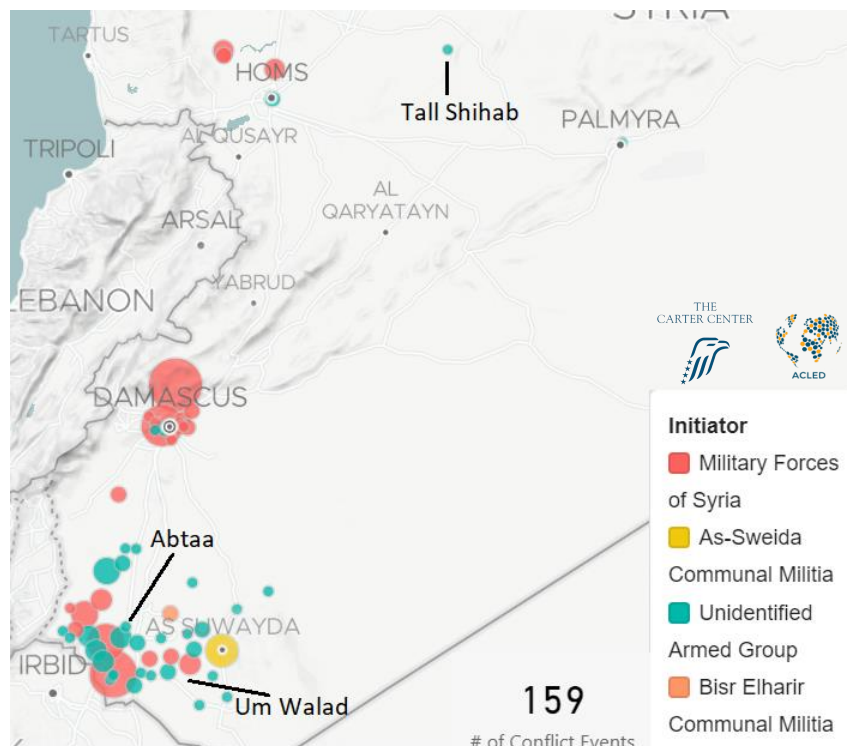 SYRIA
TARTUS
HOMS
Tall Shihab
PALMYRA
TRIPOLI
AL QUSAYR
AL
QARYATAYN
ARSAL
YABRUD
LEBANON
THE
CARTER CENTER
ACLED
DAMASCUS
Initiator
Military Forces
of Syria
As-Sweida
Communal Militia
Unidentified
Armed Group
Bisr Elharir
Communal Militia
Abtaa
AS SUWAYDA
IRBID
Um Walad
159
# of Conflict Events